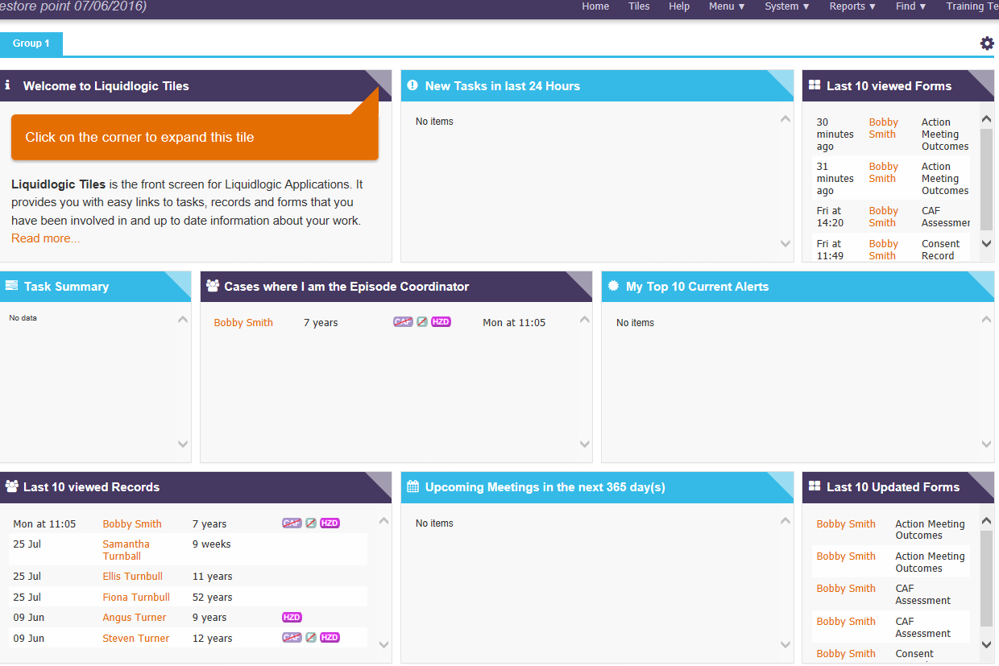 estore point 07/06/2016)
Home Tiles Help Menu ▼ System ▼ Reports ▼ Find ▼ Training Te
Group 1
Welcome to Liquidlogic Tiles
Click on the corner to expand this tile
Liquidlogic Tiles is the front screen for Liquidlogic Applications. It
provides you with easy links to tasks, records and forms that you
have been involved in and up to date information about your work.
Read more...
New Tasks in last 24 Hours
No items
Last 10 viewed Forms
30 minutes ago Bobby Smith Action Meeting Outcomes
31 minutes ago Bobby Smith Action Meeting Outcomes
Fri at 14:20 Bobby Smith CAF Assessmer
Fri at 11:49 Bobby Smith Consent Record
Task Summary
No data
Cases where I am the Episode Coordinator
Bobby Smith 7 years CAF E HZD Mon at 11:05
My Top 10 Current Alerts
No items
Last 10 viewed Records
Mon at 11:05 Bobby Smith 7 years CAF E HZD
25 Jul Samantha Turnball 9 weeks
25 Jul Ellis Turnbull 11 years
25 Jul Fiona Turnbull 52 years
09 Jun Angus Turner 9 years HZD
09 Jun Steven Turner 12 years CAF E HZD
Upcoming Meetings in the next 365 day(s)
No items
Last 10 Updated Forms
Bobby Smith Action Meeting Outcomes
Bobby Smith Action Meeting Outcomes
Bobby Smith CAF Assessment
Bobby Smith CAF Assessment
Bobby Smith Consent